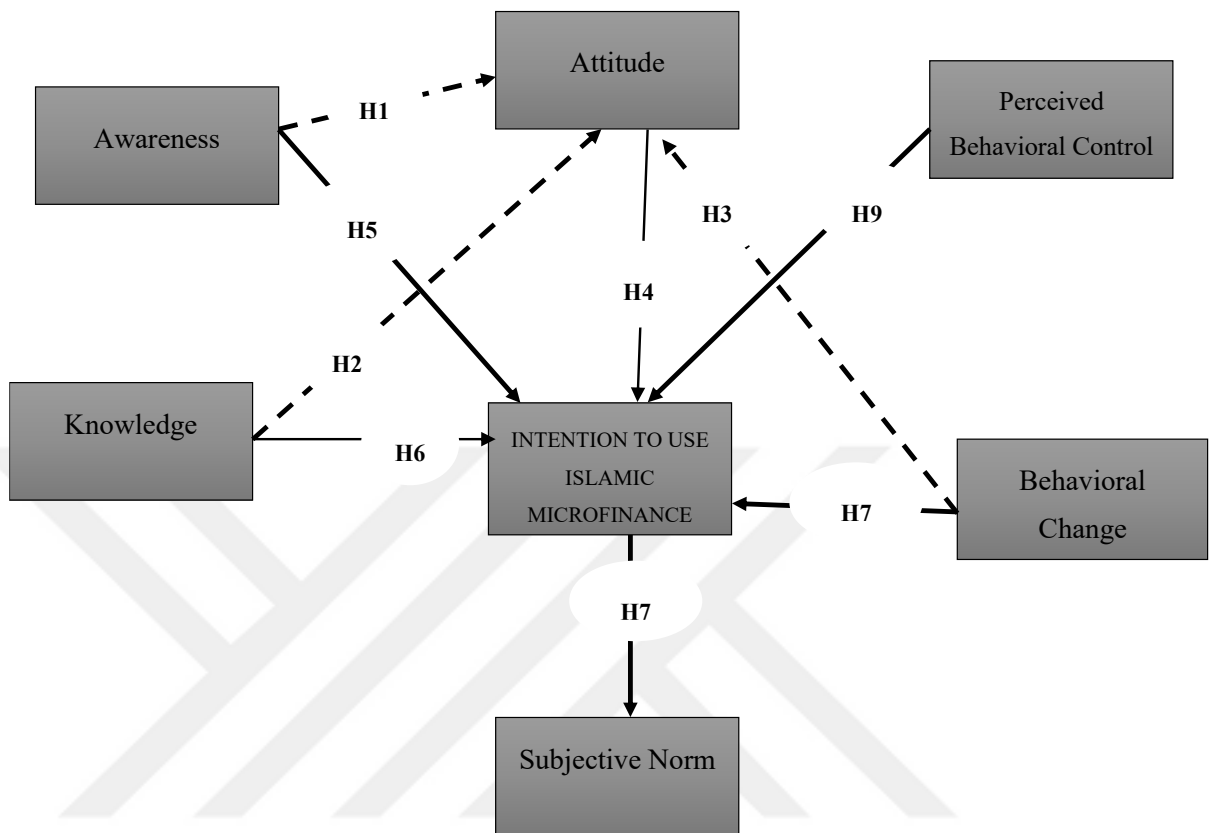 Attitude
Perceived
Behavioral Control
Awareness
H1
H5
H3
H9
H4
H2
Knowledge
H6
INTENTION TO USE
ISLAMIC
MICROFINANCE
H7
Behavioral
Change
H7
Subjective Norm